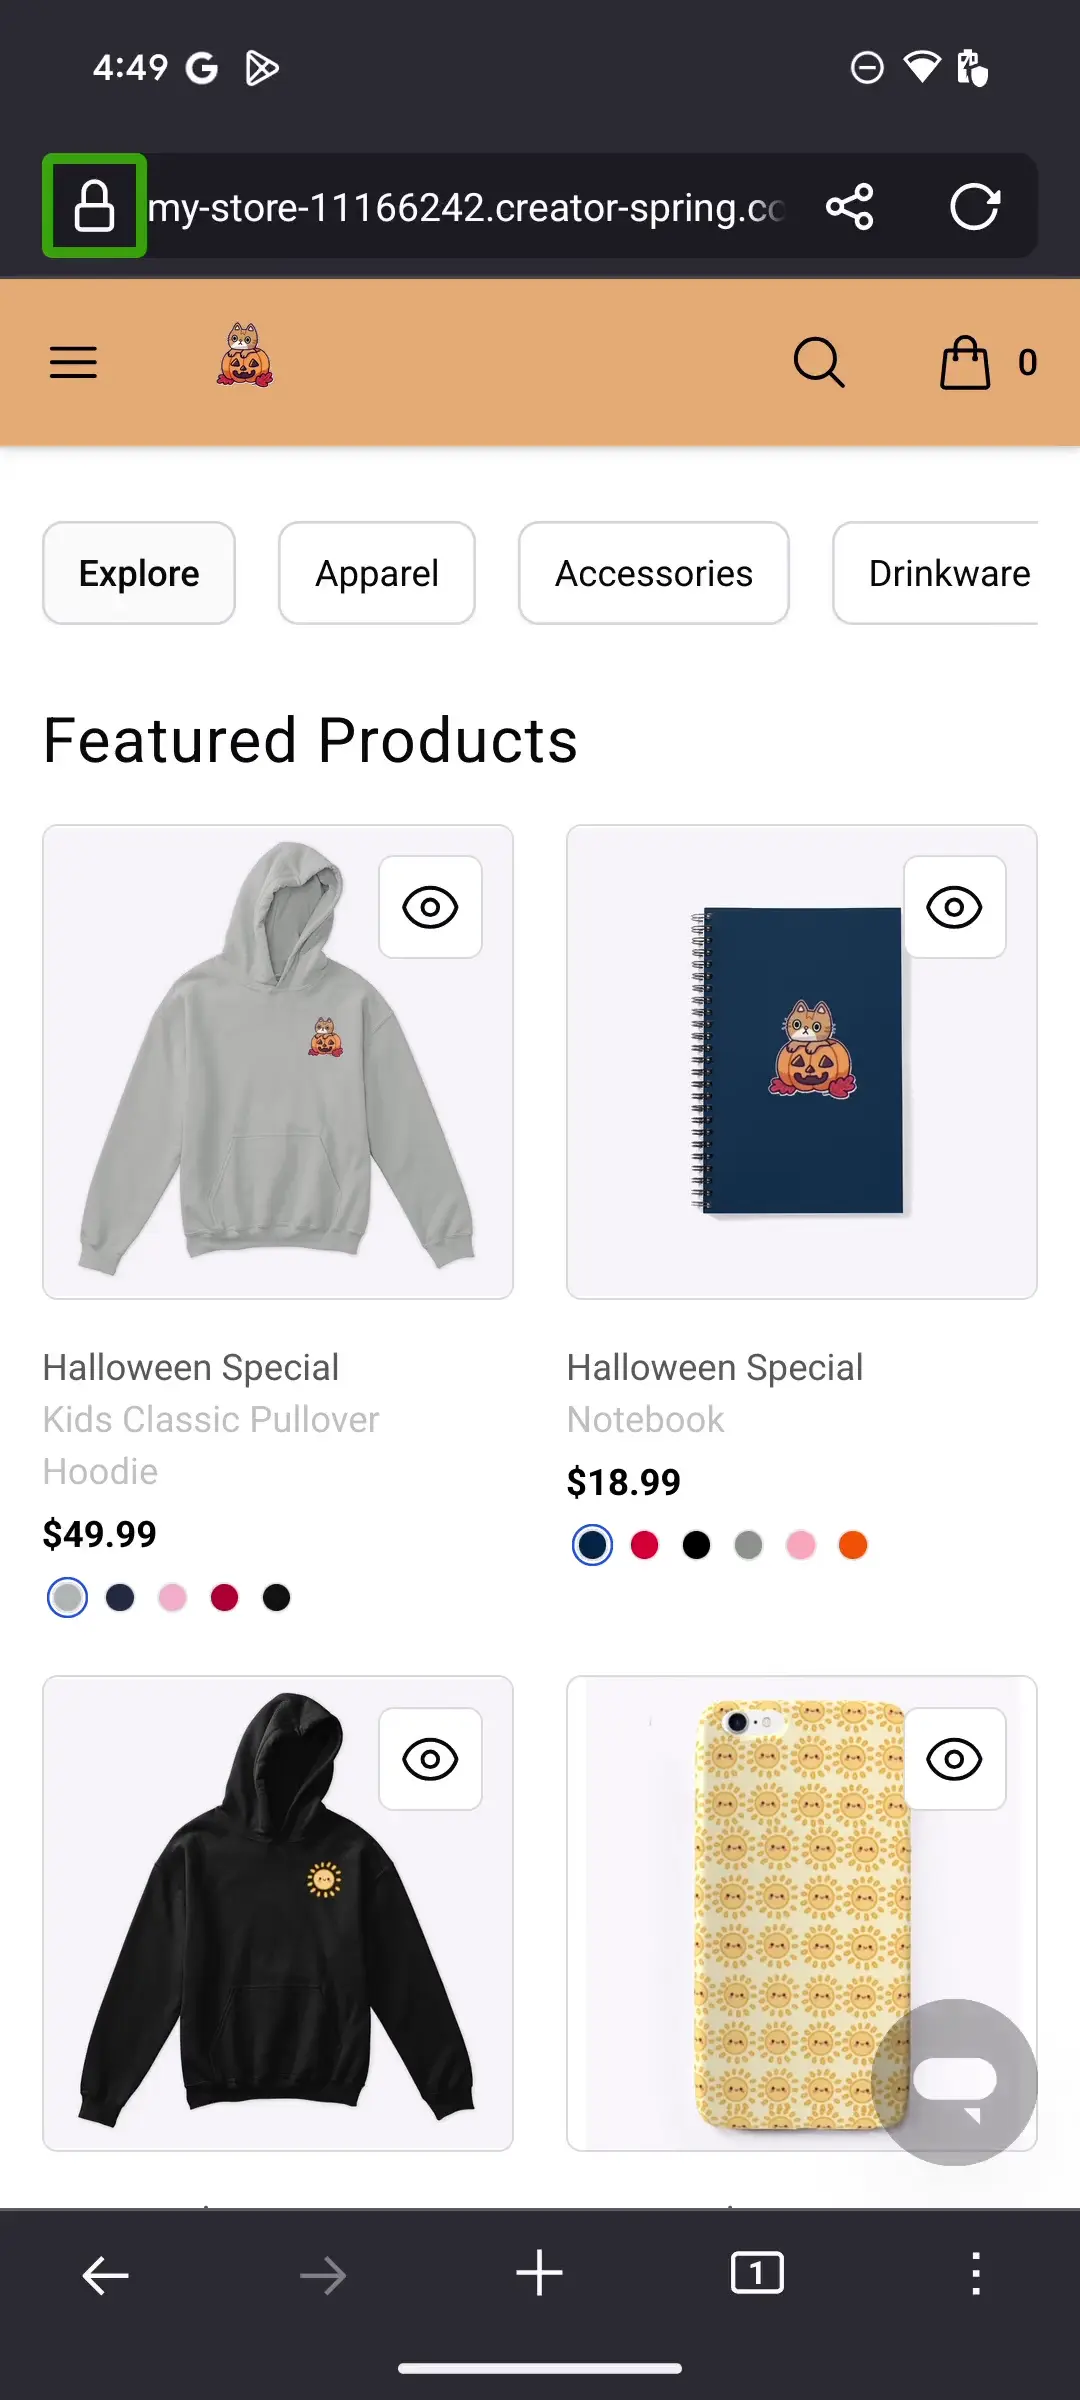 4:49
my-store-11166242.creator-spring.co
0
Explore
Apparel
Accessories
Drinkware
Featured Products
Halloween Special
Kids Classic Pullover
Hoodie
$49.99
Halloween Special
Notebook
$18.99
1